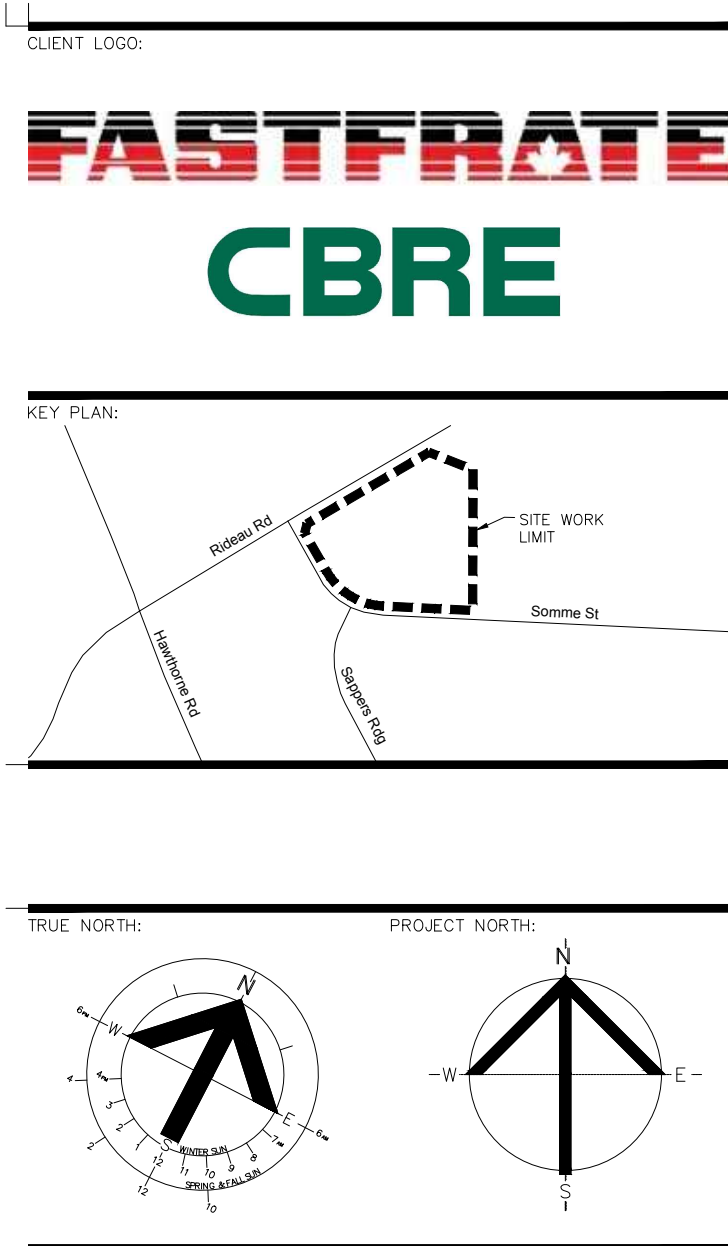 CLIENT LOGO:
FASTFRATE
CBRE
KEY PLAN:
Rideau Rd
SITE WORK
LIMIT
Somme St
Hawthorne Rd
Sappers Rdg
TRUE NORTH:
PROJECT NORTH:
N
W
E
S
6PM
4
2
12
10
6AM
4PM
3
2
1
12
11
10
9
8
7AM
WINTER SUN
SPRING & FALL SUN
N
W
E
S